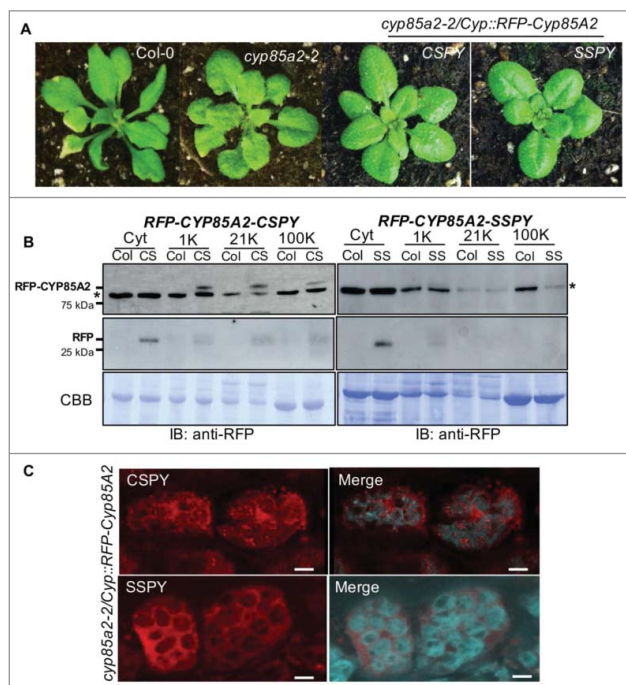 cyp85a2-2/Cyp::RFP-Cyp85A2
A
Col-0 cyp85a2-2 CSPY SSPY
RFP-CYP85A2-CSPY RFP-CYP85A2-SSPY
B
Cyt 1K 21K 100K Cyt 1K 21K 100K
Col CS Col CS Col CS Col CS Col SS Col SS Col SS Col SS
RFP-CYP85A2
* *
75 kDa
RFP
25 kDa
CBB
IB: anti-RFP IB: anti-RFP
C
cyp85a2-2/Cyp::RFP-Cyp85A2
CSPY Merge
SSPY Merge